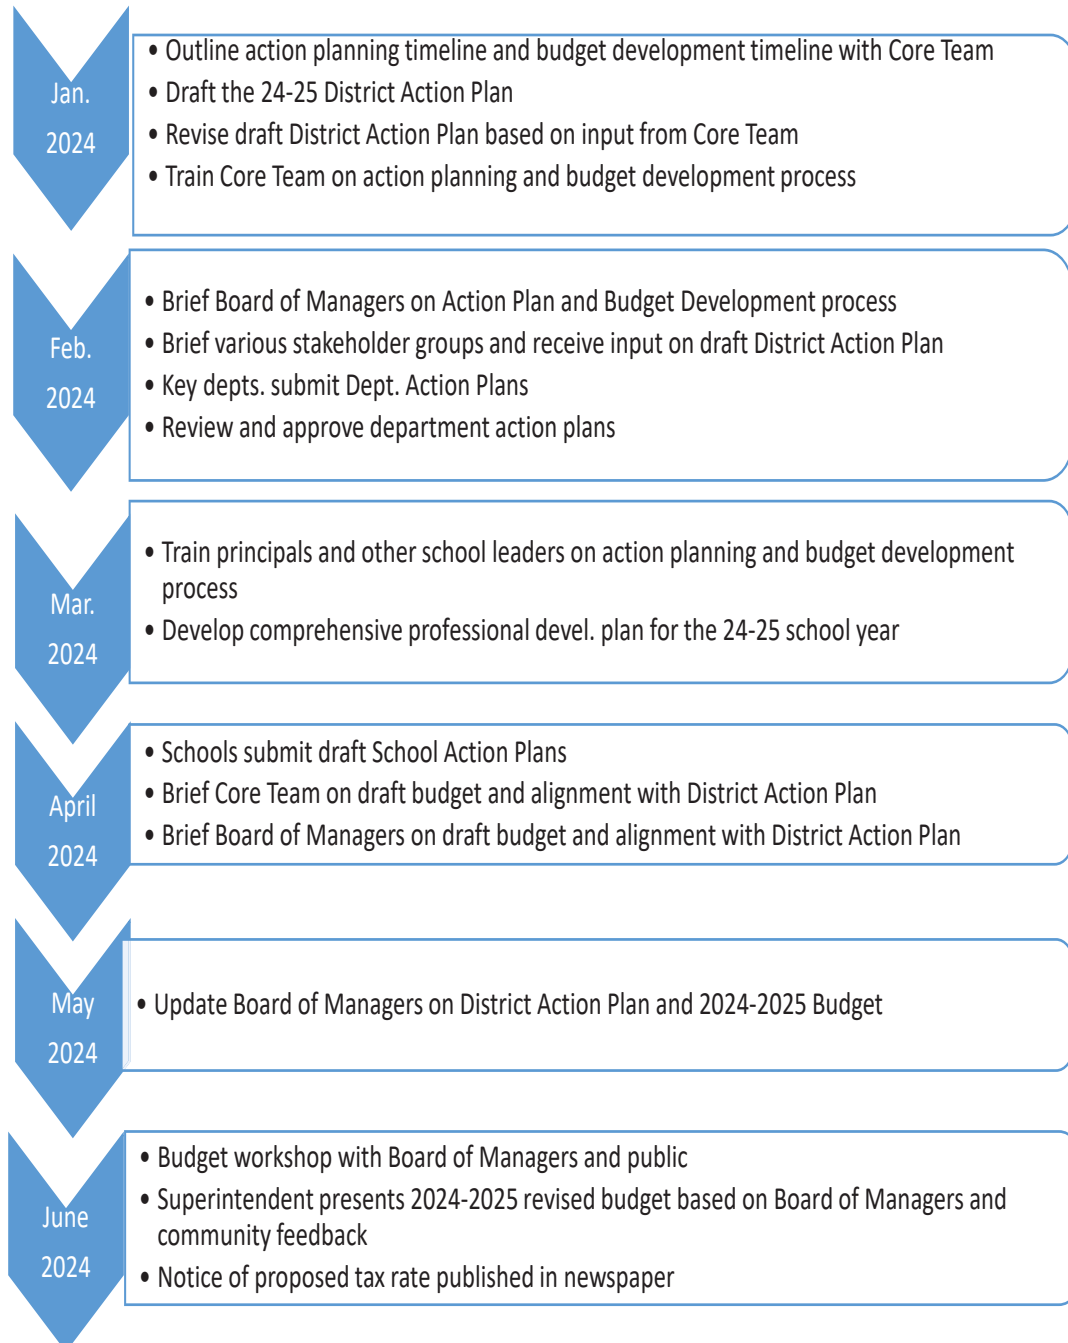 Jan.
2024
• Outline action planning timeline and budget development timeline with Core Team
• Draft the 24-25 District Action Plan
• Revise draft District Action Plan based on input from Core Team
• Train Core Team on action planning and budget development process
Feb.
2024
• Brief Board of Managers on Action Plan and Budget Development process
• Brief various stakeholder groups and receive input on draft District Action Plan
• Key depts. submit Dept. Action Plans
• Review and approve department action plans
Mar.
2024
• Train principals and other school leaders on action planning and budget development
process
• Develop comprehensive professional devel. plan for the 24-25 school year
April
2024
• Schools submit draft School Action Plans
• Brief Core Team on draft budget and alignment with District Action Plan
• Brief Board of Managers on draft budget and alignment with District Action Plan
May
2024
• Update Board of Managers on District Action Plan and 2024-2025 Budget
June
2024
• Budget workshop with Board of Managers and public
• Superintendent presents 2024-2025 revised budget based on Board of Managers and
community feedback
• Notice of proposed tax rate published in newspaper